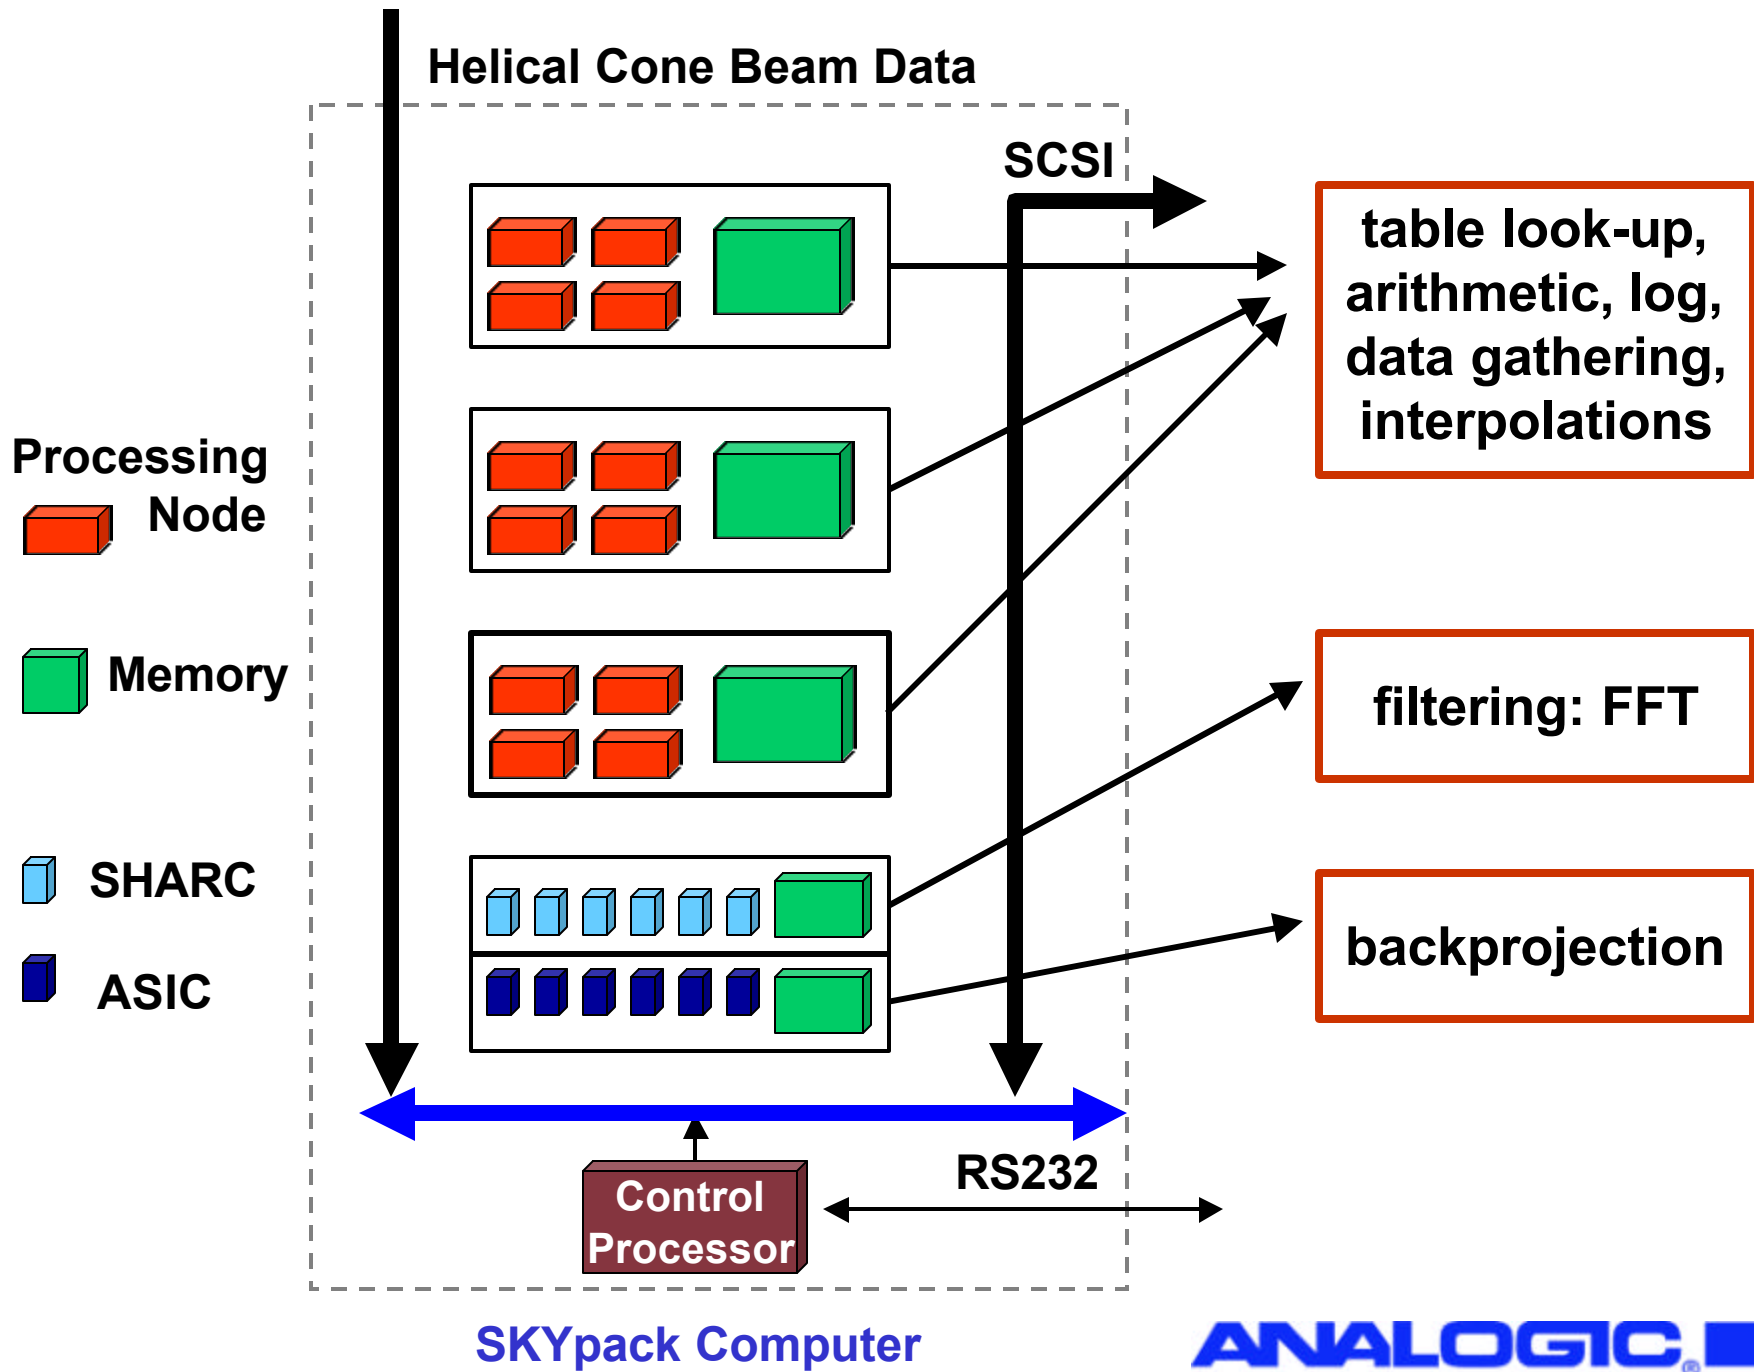 Helical Cone Beam Data
SCSI
table look-up,
arithmetic, log,
data gathering,
interpolations
Processing
Node
Memory
filtering: FFT
SHARC
ASIC
backprojection
RS232
Control
Processor
SKYpack Computer
ANALOGIC.
®